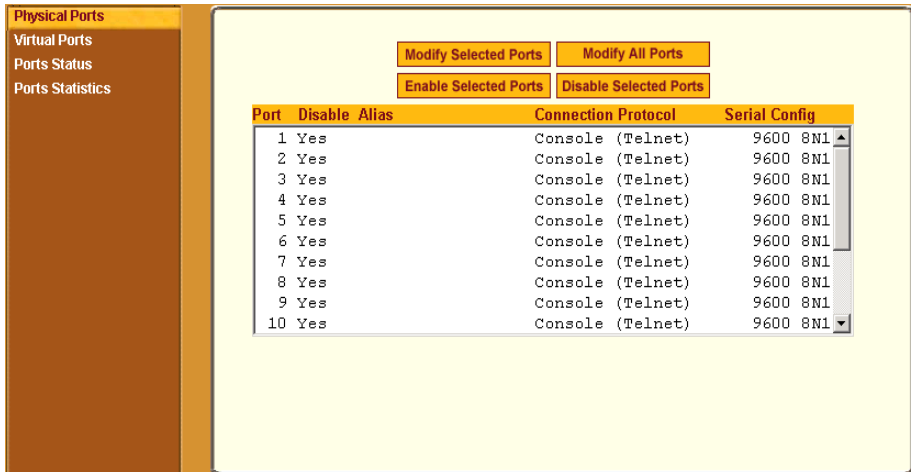 Physical Ports
Virtual Ports
Ports Status
Ports Statistics
Modify Selected Ports Modify All Ports
Enable Selected Ports Disable Selected Ports
Port Disable Alias Connection Protocol Serial Config
1 Yes Console (Telnet) 9600 8N1
2 Yes Console (Telnet) 9600 8N1
3 Yes Console (Telnet) 9600 8N1
4 Yes Console (Telnet) 9600 8N1
5 Yes Console (Telnet) 9600 8N1
6 Yes Console (Telnet) 9600 8N1
7 Yes Console (Telnet) 9600 8N1
8 Yes Console (Telnet) 9600 8N1
9 Yes Console (Telnet) 9600 8N1
10 Yes Console (Telnet) 9600 8N1